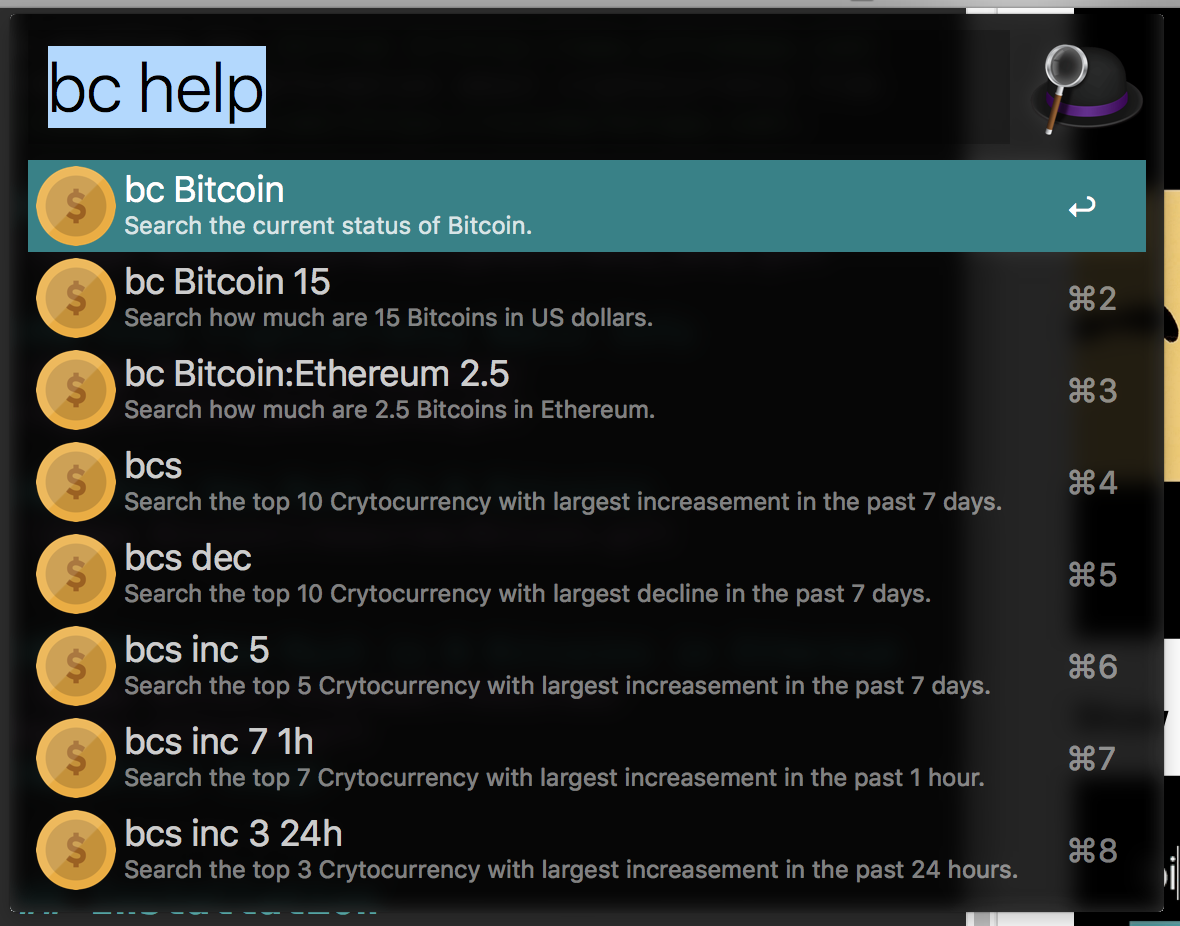 bc help
bc Bitcoin
Search the current status of Bitcoin.
↩
bc Bitcoin 15
Search how much are 15 Bitcoins in US dollars.
⌘2
bc Bitcoin:Ethereum 2.5
Search how much are 2.5 Bitcoins in Ethereum.
⌘3
bcs
Search the top 10 Crytocurrency with largest increasement in the past 7 days.
⌘4
bcs dec
Search the top 10 Crytocurrency with largest decline in the past 7 days.
⌘5
bcs inc 5
Search the top 5 Crytocurrency with largest increasement in the past 7 days.
⌘6
bcs inc 7 1h
Search the top 7 Crytocurrency with largest increasement in the past 1 hour.
⌘7
bcs inc 3 24h
Search the top 3 Crytocurrency with largest increasement in the past 24 hours.
⌘8